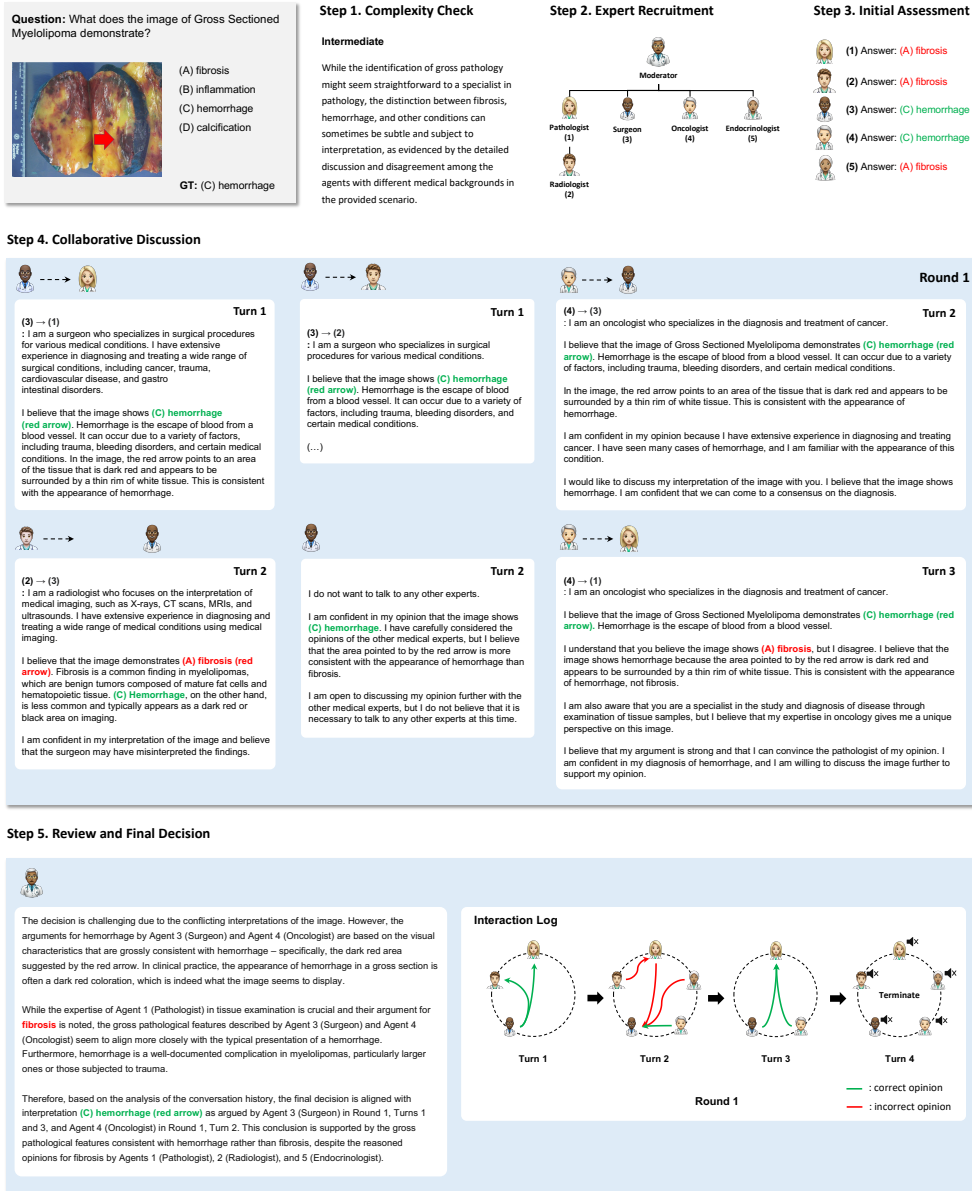 Question: What does the image of Gross Sectioned
Myelolipoma demonstrate?
(A) fibrosis
(B) inflammation
(C) hemorrhage
(D) calcification
GT: (C) hemorrhage
Step 1. Complexity Check
Intermediate
While the identification of gross pathology
might seem straightforward to a specialist in
pathology, the distinction between fibrosis,
hemorrhage, and other conditions can
sometimes be subtle and subject to
interpretation, as evidenced by the detailed
discussion and disagreement among the
agents with different medical backgrounds in
the provided scenario.
Step 2. Expert Recruitment
Moderator
Pathologist
(1)
Surgeon
(3)
Oncologist
(4)
Endocrinologist
(5)
Radiologist
(2)
Step 3. Initial Assessment
(1) Answer: (A) fibrosis
(2) Answer: (A) fibrosis
(3) Answer: (C) hemorrhage
(4) Answer: (C) hemorrhage
(5) Answer: (A) fibrosis
Step 4. Collaborative Discussion
Round 1
Turn 1
(3) → (1)
: I am a surgeon who specializes in surgical procedures
for various medical conditions. I have extensive
experience in diagnosing and treating a wide range of
surgical conditions, including cancer, trauma,
cardiovascular disease, and gastro
intestinal disorders.
I believe that the image shows (C) hemorrhage
(red arrow). Hemorrhage is the escape of blood from a
blood vessel. It can occur due to a variety of factors,
including trauma, bleeding disorders, and certain medical
conditions. In the image, the red arrow points to an area
of the tissue that is dark red and appears to be
surrounded by a thin rim of white tissue. This is consistent
with the appearance of hemorrhage.
Turn 1
(3) → (2)
: I am a surgeon who specializes in surgical
procedures for various medical conditions.
I believe that the image shows (C) hemorrhage
(red arrow). Hemorrhage is the escape of blood
from a blood vessel. It can occur due to a variety of
factors, including trauma, bleeding disorders, and
certain medical conditions.
(...)
Turn 2
(4) → (3)
: I am an oncologist who specializes in the diagnosis and treatment of cancer.
I believe that the image of Gross Sectioned Myelolipoma demonstrates (C) hemorrhage (red
arrow). Hemorrhage is the escape of blood from a blood vessel. It can occur due to a variety
of factors, including trauma, bleeding disorders, and certain medical conditions.
In the image, the red arrow points to an area of the tissue that is dark red and appears to be
surrounded by a thin rim of white tissue. This is consistent with the appearance of
hemorrhage.
I am confident in my opinion because I have extensive experience in diagnosing and treating
cancer. I have seen many cases of hemorrhage, and I am familiar with the appearance of this
condition.
I would like to discuss my interpretation of the image with you. I believe that the image shows
hemorrhage. I am confident that we can come to a consensus on the diagnosis.
Turn 2
(2) → (3)
: I am a radiologist who focuses on the interpretation of
medical imaging, such as X-rays, CT scans, MRIs, and
ultrasounds. I have extensive experience in diagnosing and
treating a wide range of medical conditions using medical
imaging.
I believe that the image demonstrates (A) fibrosis (red
arrow). Fibrosis is a common finding in myelolipomas,
which are benign tumors composed of mature fat cells and
hematopoietic tissue. (C) Hemorrhage, on the other hand,
is less common and typically appears as a dark red or
black area on imaging.
I am confident in my interpretation of the image and believe
that the surgeon may have misinterpreted the findings.
Turn 2
I do not want to talk to any other experts.
I am confident in my opinion that the image shows
(C) hemorrhage. I have carefully considered the
opinions of the other medical experts, but I believe
that the area pointed to by the red arrow is more
consistent with the appearance of hemorrhage than
fibrosis.
I am open to discussing my opinion further with the
other medical experts, but I do not believe that it is
necessary to talk to any other experts at this time.
Turn 3
(4) → (1)
: I am an oncologist who specializes in the diagnosis and treatment of cancer.
I believe that the image of Gross Sectioned Myelolipoma demonstrates (C) hemorrhage (red
arrow). Hemorrhage is the escape of blood from a blood vessel.
I understand that you believe the image shows (A) fibrosis, but I disagree. I believe that the
image shows hemorrhage because the area pointed to by the red arrow is dark red and
appears to be surrounded by a thin rim of white tissue. This is consistent with the appearance
of hemorrhage, not fibrosis.
I am also aware that you are a specialist in the study and diagnosis of disease through
examination of tissue samples, but I believe that my expertise in oncology gives me a unique
perspective on this image.
I believe that my argument is strong and that I can convince the pathologist of my opinion. I
am confident in my diagnosis of hemorrhage, and I am willing to discuss the image further to
support my opinion.
Step 5. Review and Final Decision
The decision is challenging due to the conflicting interpretations of the image. However, the
arguments for hemorrhage by Agent 3 (Surgeon) and Agent 4 (Oncologist) are based on the visual
characteristics that are grossly consistent with hemorrhage – specifically, the dark red area
suggested by the red arrow. In clinical practice, the appearance of hemorrhage in a gross section is
often a dark red coloration, which is indeed what the image seems to display.
While the expertise of Agent 1 (Pathologist) in tissue examination is crucial and their argument for
fibrosis is noted, the gross pathological features described by Agent 3 (Surgeon) and Agent 4
(Oncologist) seem to align more closely with the typical presentation of a hemorrhage.
Furthermore, hemorrhage is a well-documented complication in myelolipomas, particularly larger
ones or those subjected to trauma.
Therefore, based on the analysis of the conversation history, the final decision is aligned with
interpretation (C) hemorrhage (red arrow) as argued by Agent 3 (Surgeon) in Round 1, Turns 1
and 3, and Agent 4 (Oncologist) in Round 1, Turn 2. This conclusion is supported by the gross
pathological features consistent with hemorrhage rather than fibrosis, despite the reasoned
opinions for fibrosis by Agents 1 (Pathologist), 2 (Radiologist), and 5 (Endocrinologist).
Interaction Log
Terminate
Turn 1
Turn 2
Turn 3
Turn 4
Round 1
: correct opinion
: incorrect opinion